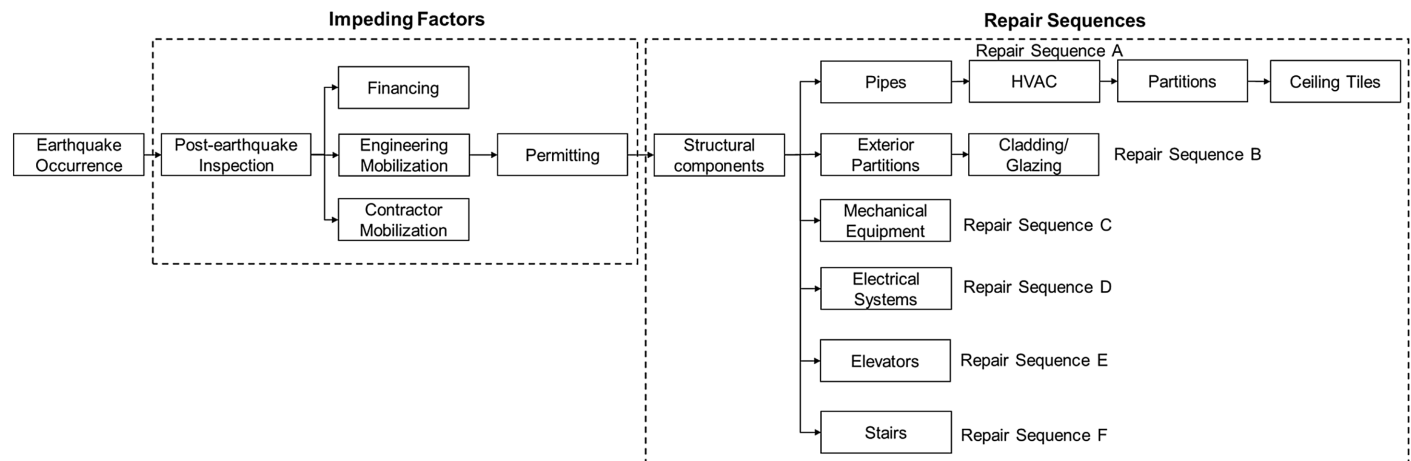 Impeding Factors
Repair Sequences
Earthquake
Occurrence
Post-earthquake
Inspection
Financing
Engineering
Mobilization
Contractor
Mobilization
Permitting
Structural
components
Repair Sequence A
Pipes
HVAC
Partitions
Ceiling Tiles
Exterior
Partitions
Cladding/
Glazing
Repair Sequence B
Mechanical
Equipment
Repair Sequence C
Electrical
Systems
Repair Sequence D
Elevators
Repair Sequence E
Stairs
Repair Sequence F